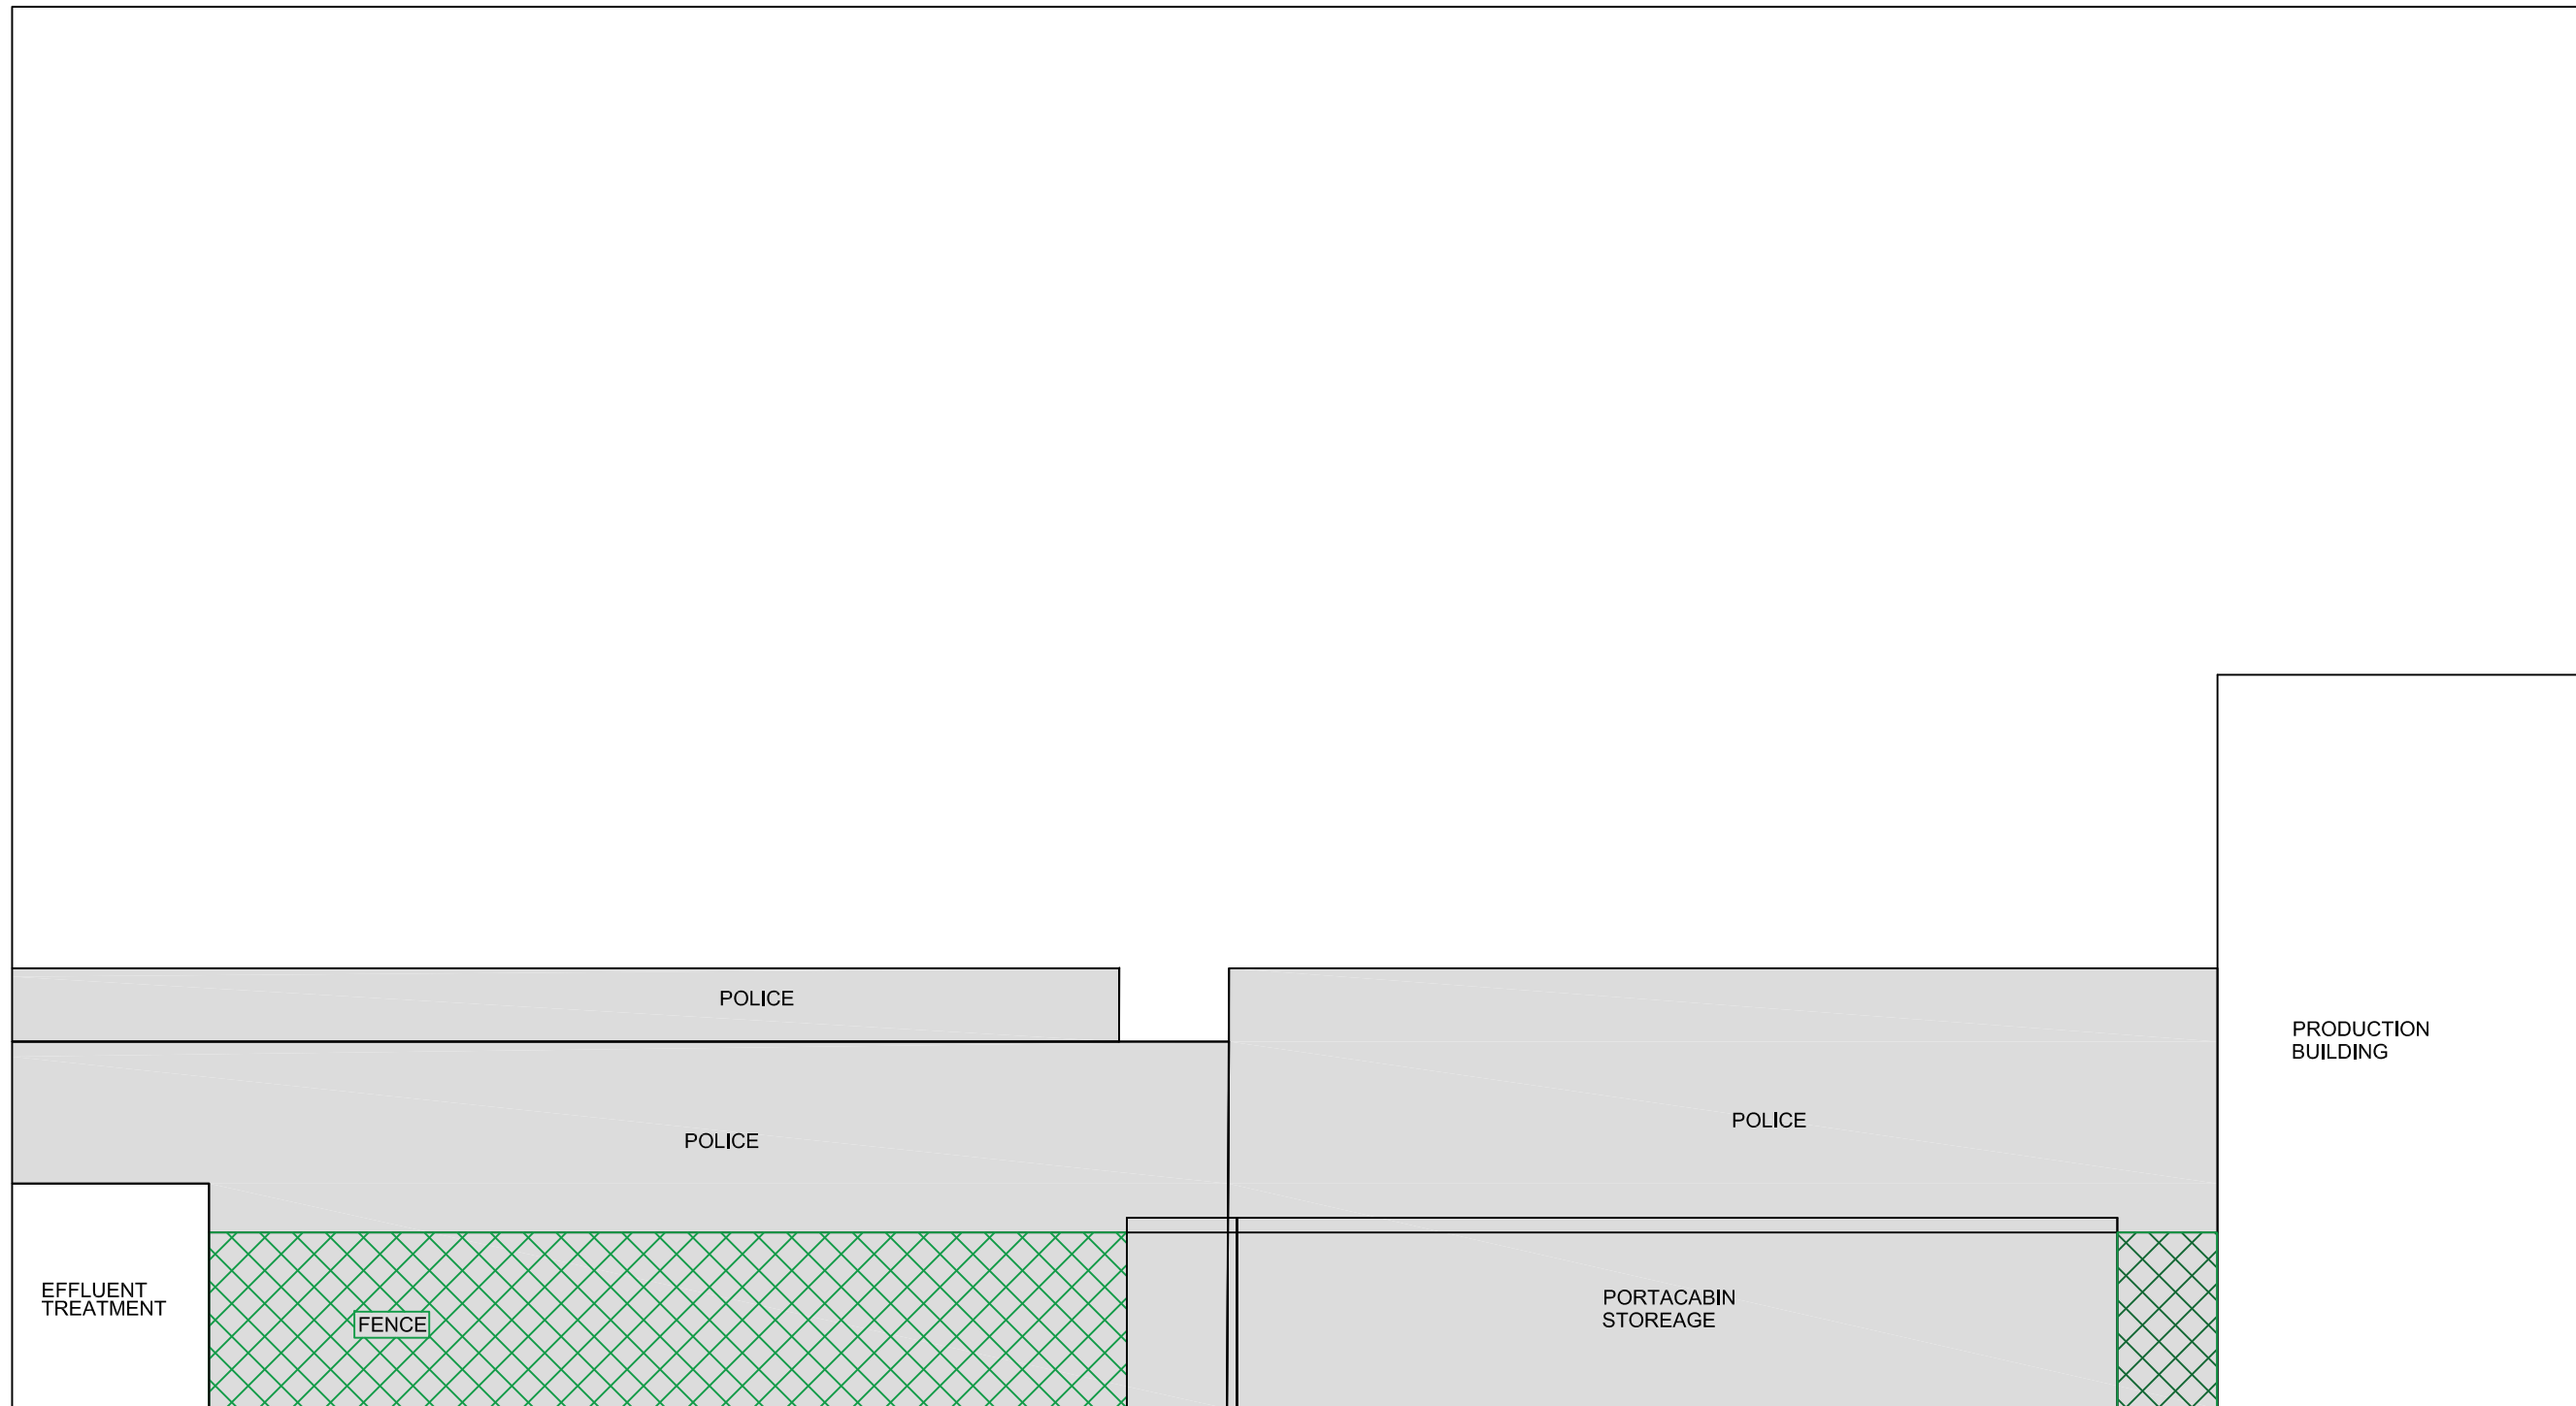 POLICE
PRODUCTION
BUILDING
POLICE
POLICE
EFFLUENT
TREATMENT
FENCE
PORTACABIN
STOREAGE